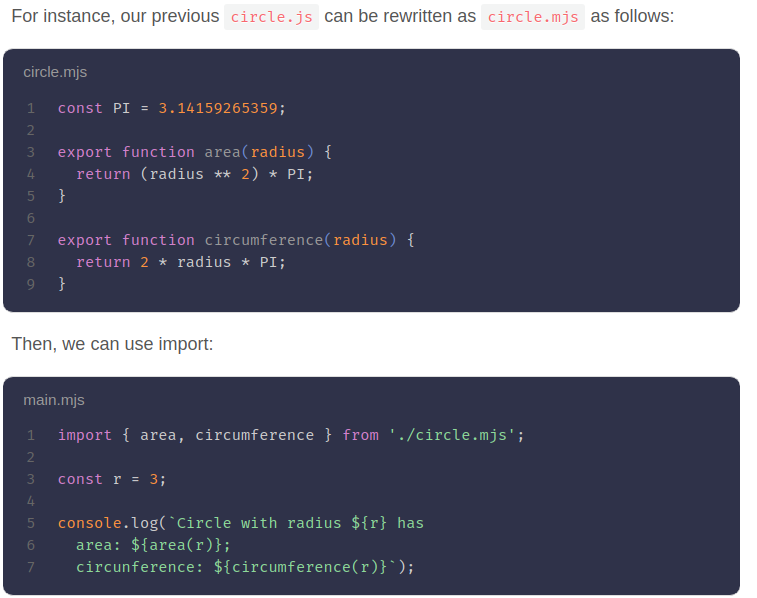 For instance, our previous circle.js can be rewritten as circle.mjs as follows:
circle.mjs
1 const PI = 3.14159265359;
2
3 export function area(radius) {
4   return (radius ** 2) * PI;
5 }
6
7 export function circumference(radius) {
8   return 2 * radius * PI;
9 }
Then, we can use import:
main.mjs
1 import { area, circumference } from './circle.mjs';
2
3 const r = 3;
4
5 console.log(`Circle with radius ${r} has
6   area: ${area(r)};
7   circunference: ${circumference(r)}`);